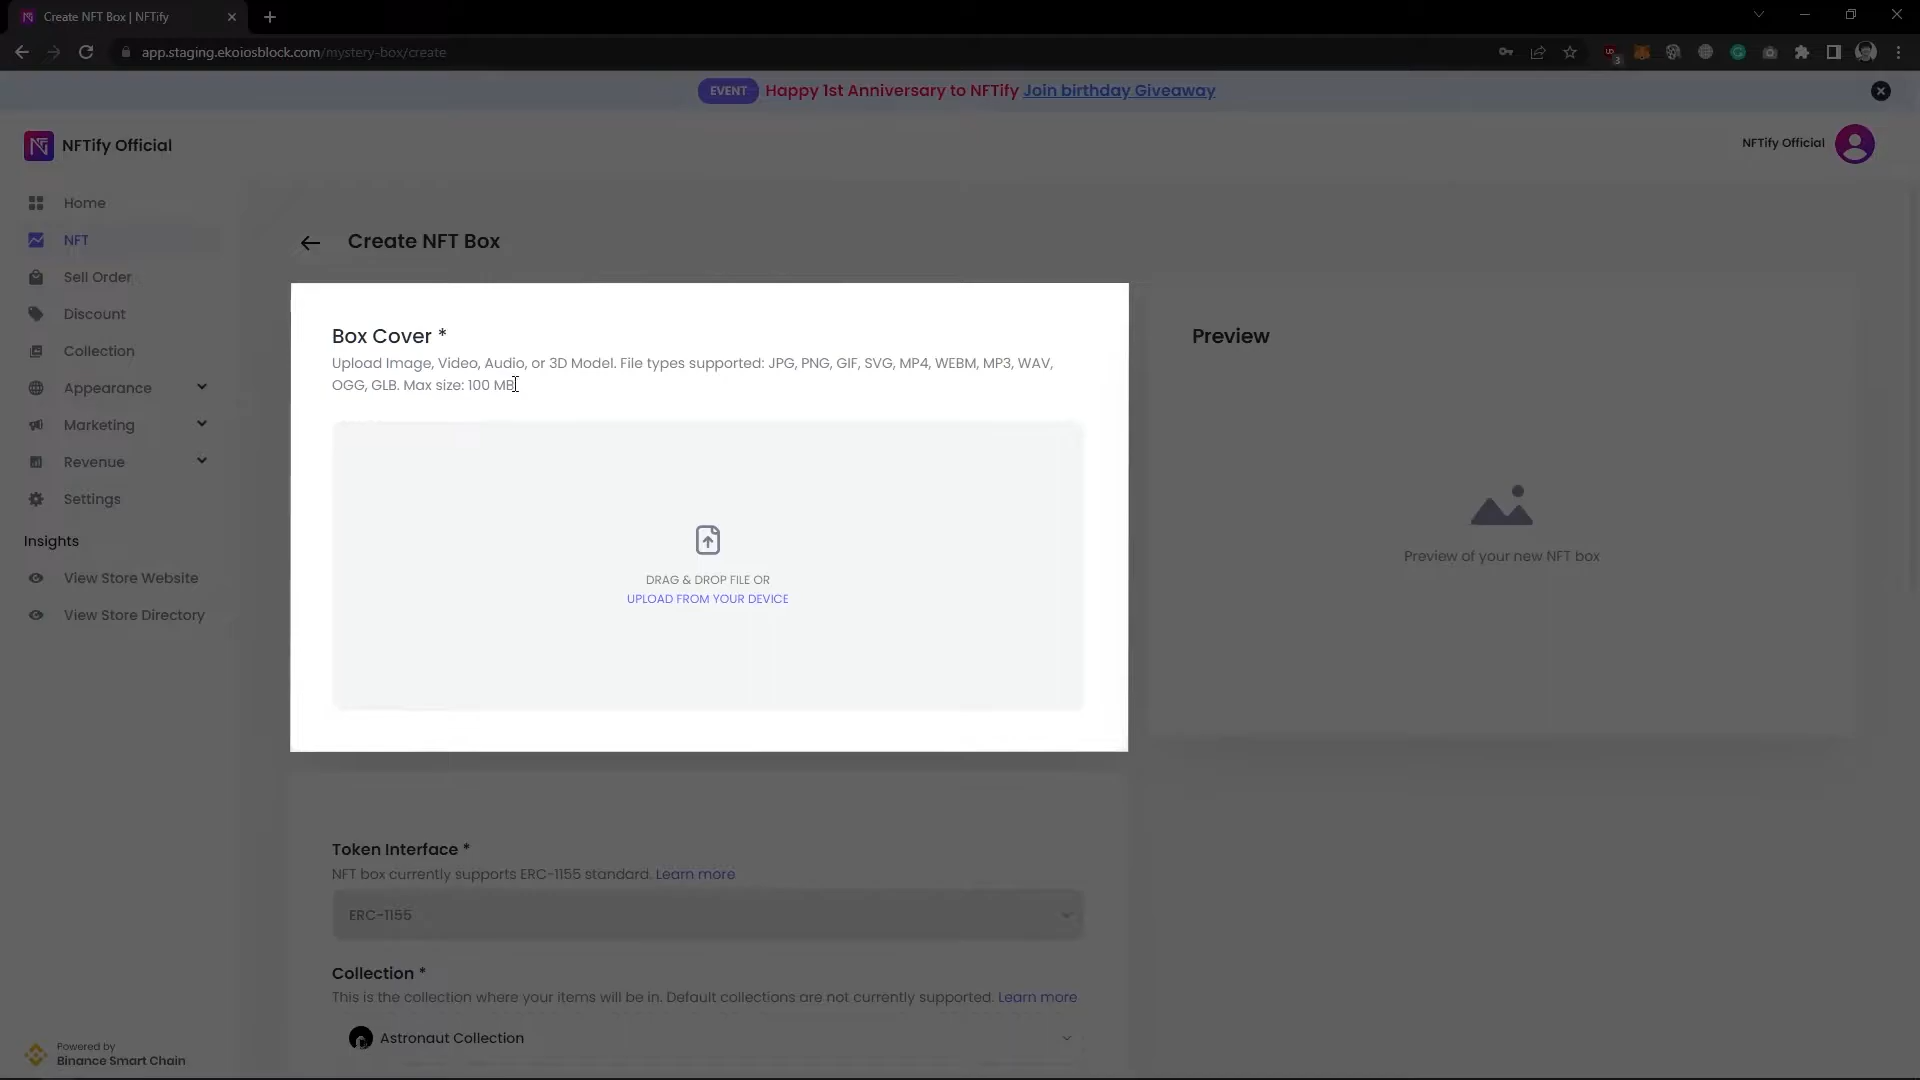 Create NFT Box | NFTify
app.staging.ekoiosblock.com/mystery-box/create
3
EVENT Happy 1st Anniversary to NFTify Join birthday Giveaway
NFTify Official
NFTify Official
Home
NFT
Sell Order
Discount
Collection
Appearance
Marketing
Revenue
Settings
Insights
View Store Website
View Store Directory
Powered by
Binance Smart Chain
Create NFT Box
Box Cover *
Upload Image, Video, Audio, or 3D Model. File types supported: JPG, PNG, GIF, SVG, MP4, WEBM, MP3, WAV,
OGG, GLB. Max size: 100 MB
DRAG & DROP FILE OR
UPLOAD FROM YOUR DEVICE
Preview
Preview of your new NFT box
Token Interface *
NFT box currently supports ERC-1155 standard. Learn more
ERC-1155
Collection *
This is the collection where your items will be in. Default collections are not currently supported. Learn more
Astronaut Collection